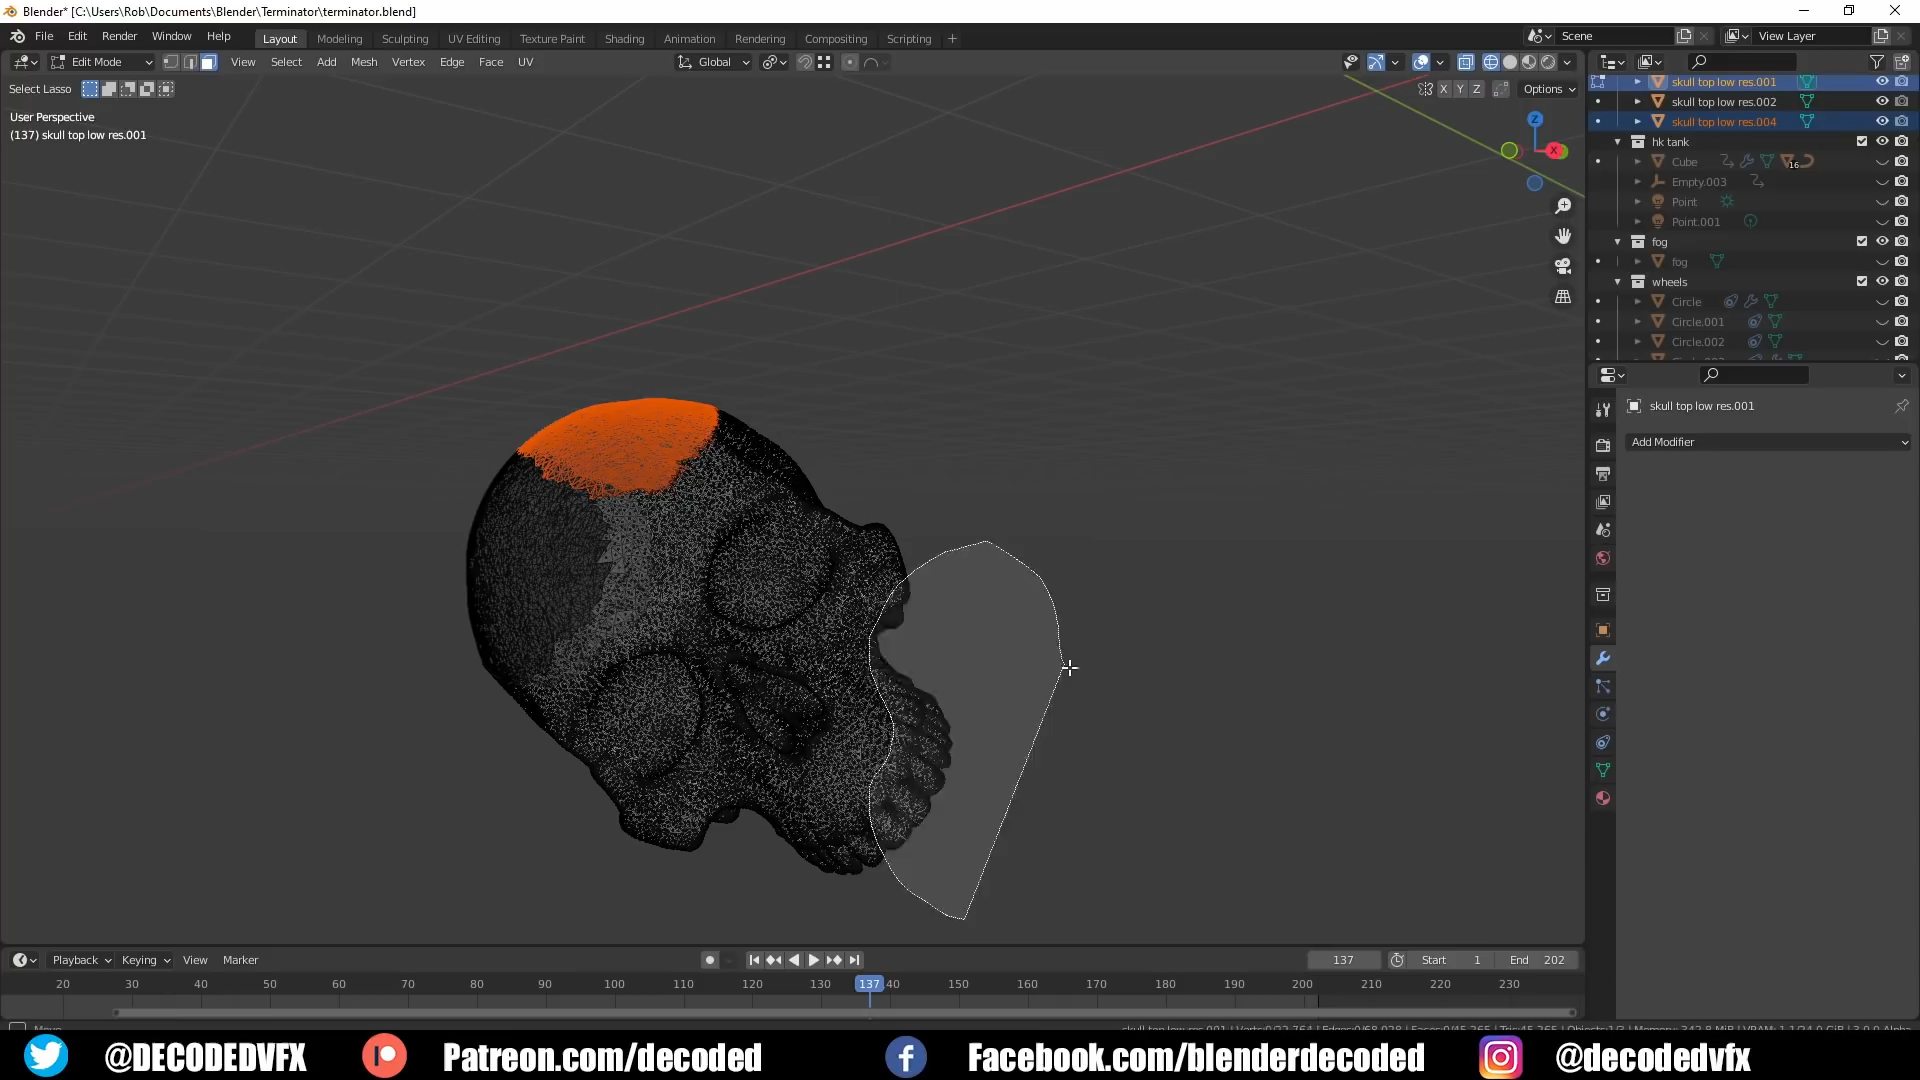 Blender* [C:\Users\Rob\Documents\Blender\Terminator\terminator.blend]
File Edit Render Window Help Layout Modeling Sculpting UV Editing Texture Paint Shading Animation Rendering Compositing Scripting + Scene View Layer
Edit Mode View Select Add Mesh Vertex Edge Face UV Global
Select Lasso X Y Z Options
User Perspective
(137) skull top low res.001
Z
X
skull top low res.001
skull top low res.002
skull top low res.004
hk tank
Cube 16
Empty.003
Point
Point.001
fog
fog
wheels
Circle
Circle.001
Circle.002
skull top low res.001
Add Modifier
Playback Keying View Marker 137 Start 1 End 202
20 30 40 50 60 70 80 90 100 110 120 130 137 40 150 160 170 180 190 200 210 220 230
@DECODEDVFX Patreon.com/decoded Facebook.com/blenderdecoded @decodedvfx